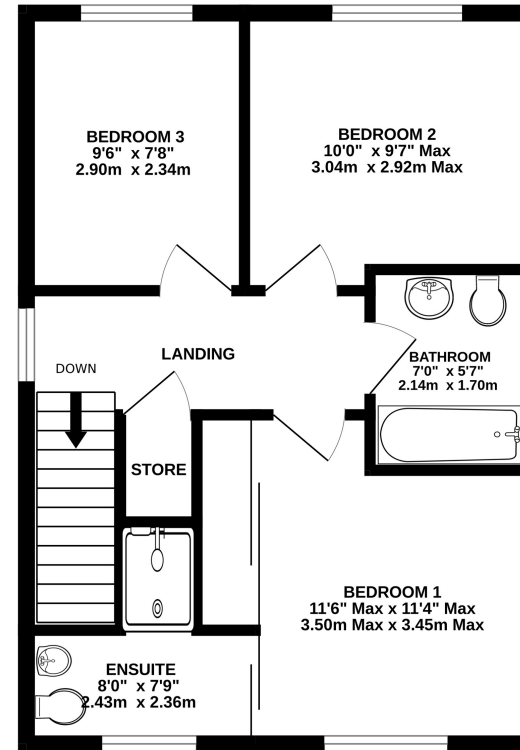 BEDROOM 3
9'6" x 7'8"
2.90m x 2.34m
BEDROOM 2
10'0" x 9'7" Max
3.04m x 2.92m Max
LANDING
DOWN
BATHROOM
7'0" x 5'7"
2.14m x 1.70m
STORE
BEDROOM 1
11'6" Max x 11'4" Max
3.50m Max x 3.45m Max
ENSUITE
8'0" x 7'9"
2.43m x 2.36m